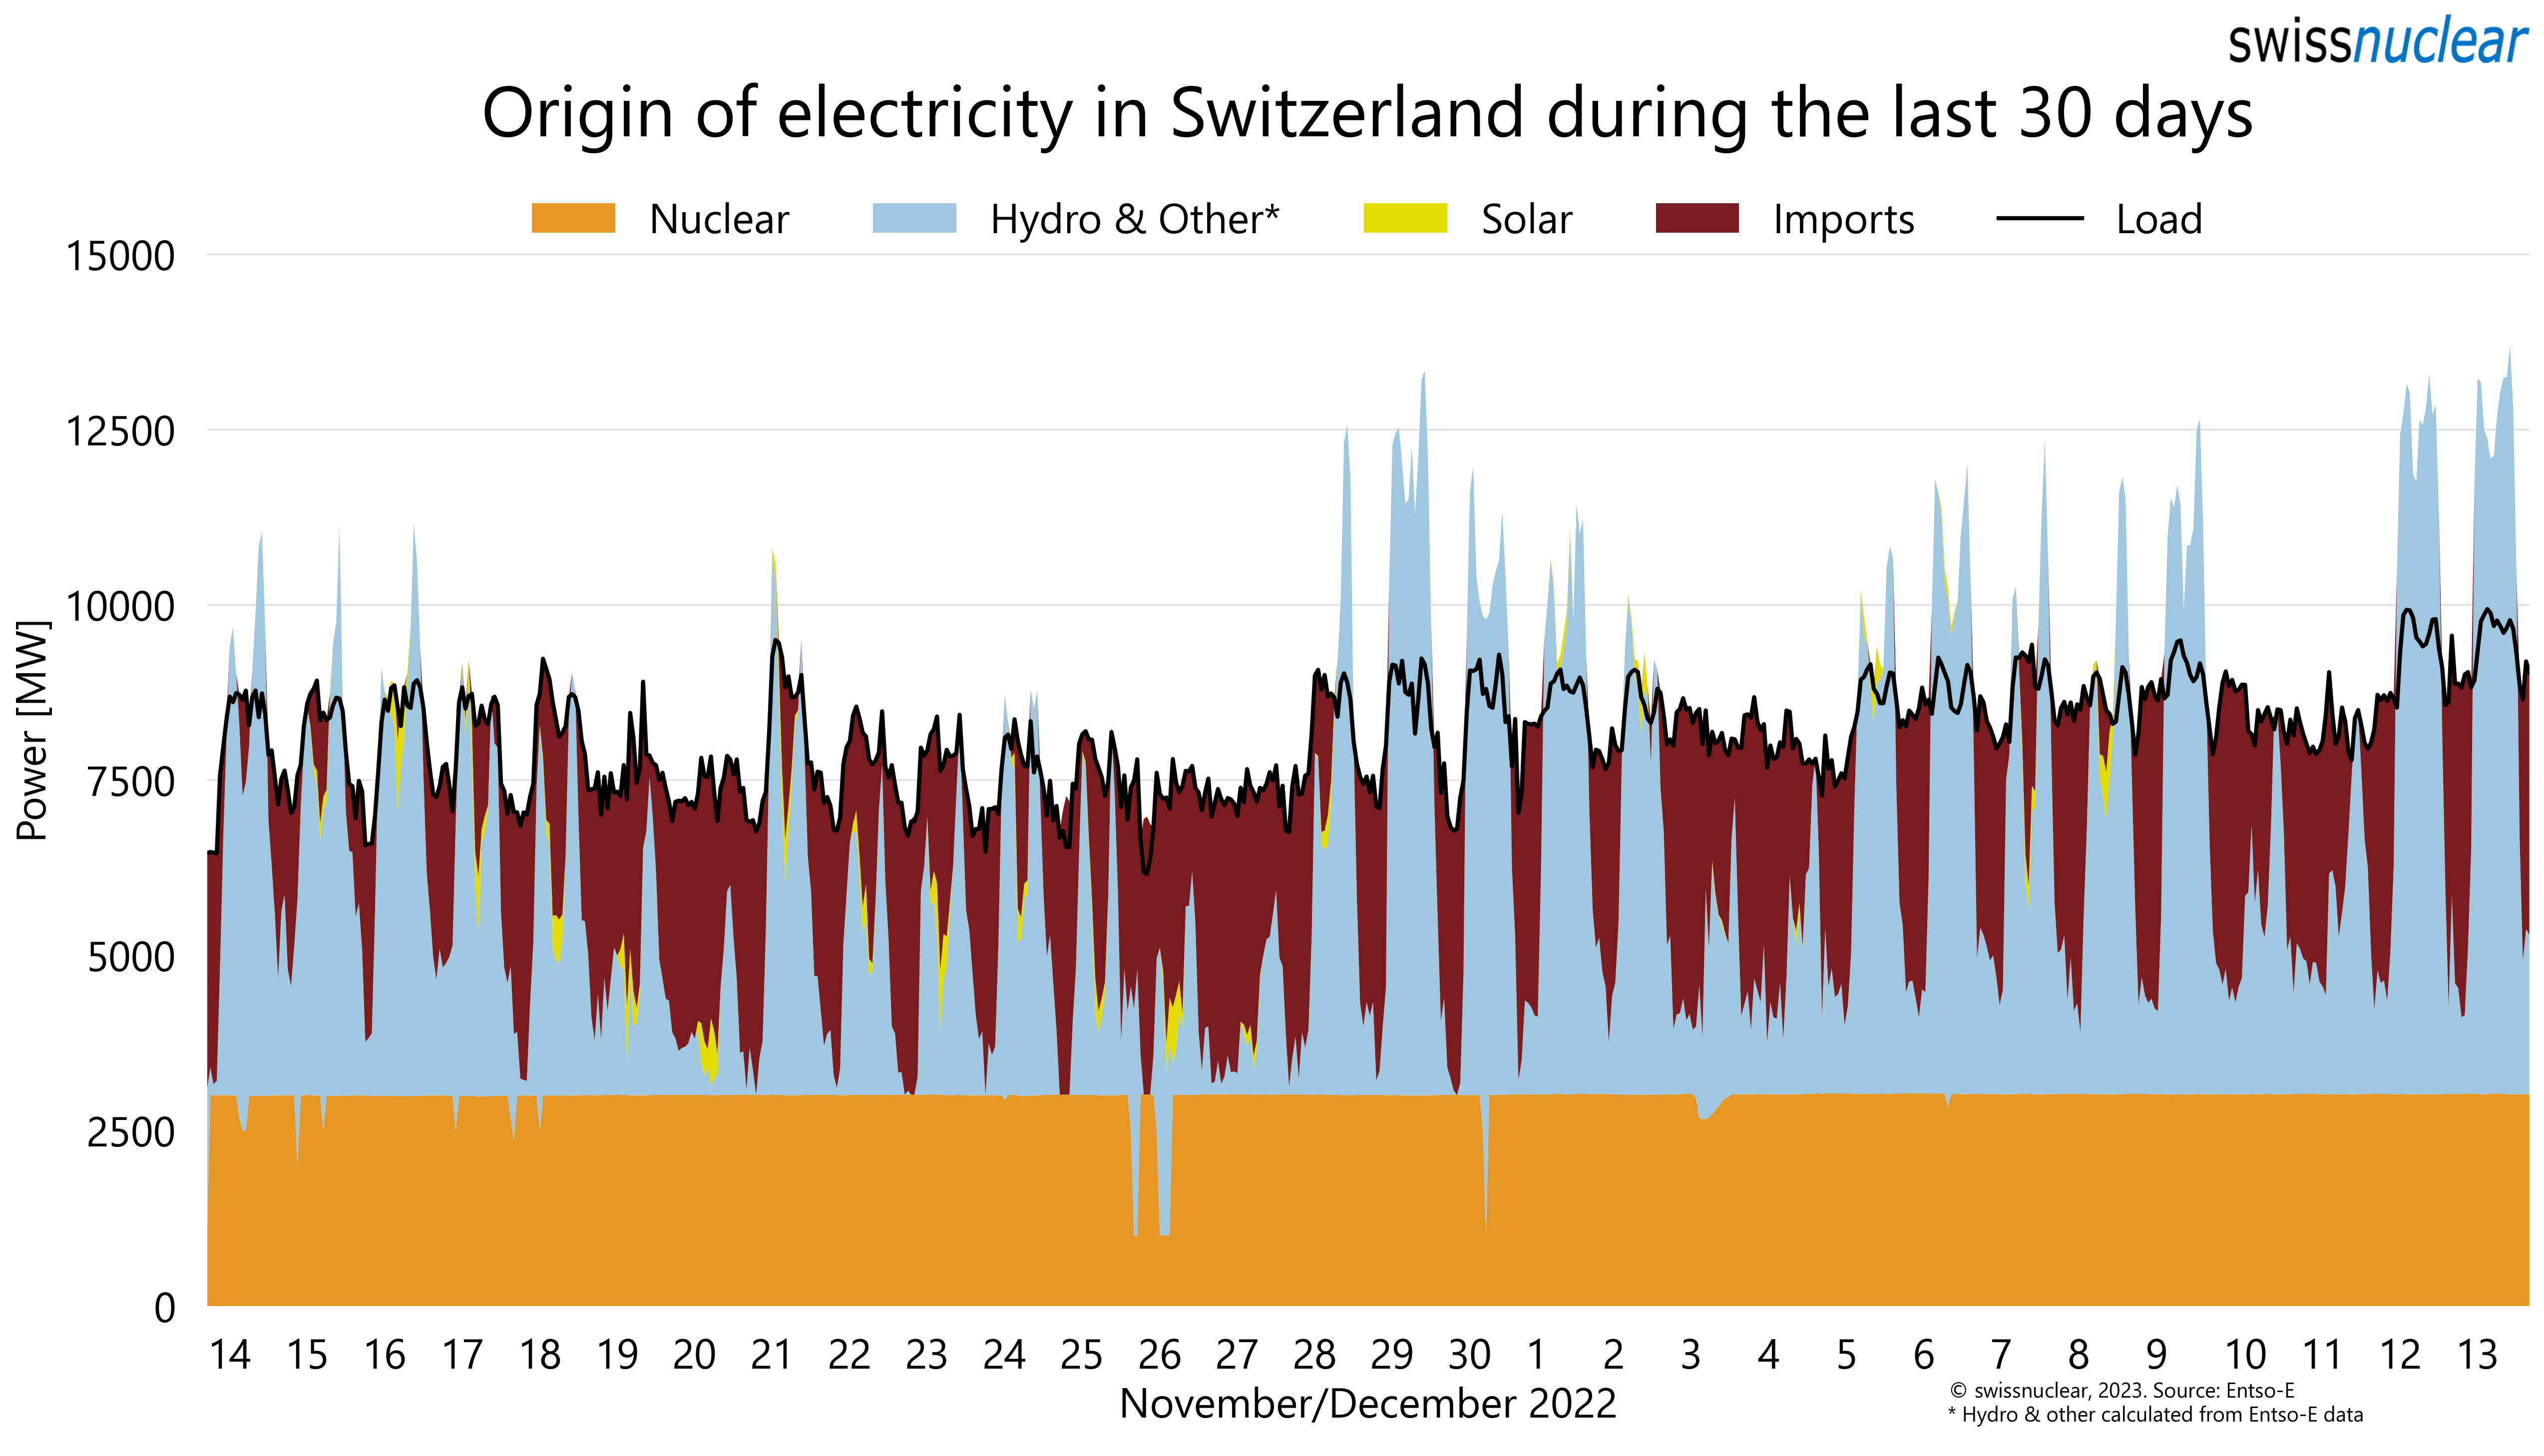 swissnuclear
Origin of electricity in Switzerland during the last 30 days
Nuclear Hydro & Other* Solar Imports Load
15000
12500
10000
7500
5000
2500
0
Power [MW]
14 15 16 17 18 19 20 21 22 23 24 25 26 27 28 29 30 1 2 3 4 5 6 7 8 9 10 11 12 13
November/December 2022
© swissnuclear, 2023. Source: Entso-E
* Hydro & other calculated from Entso-E data